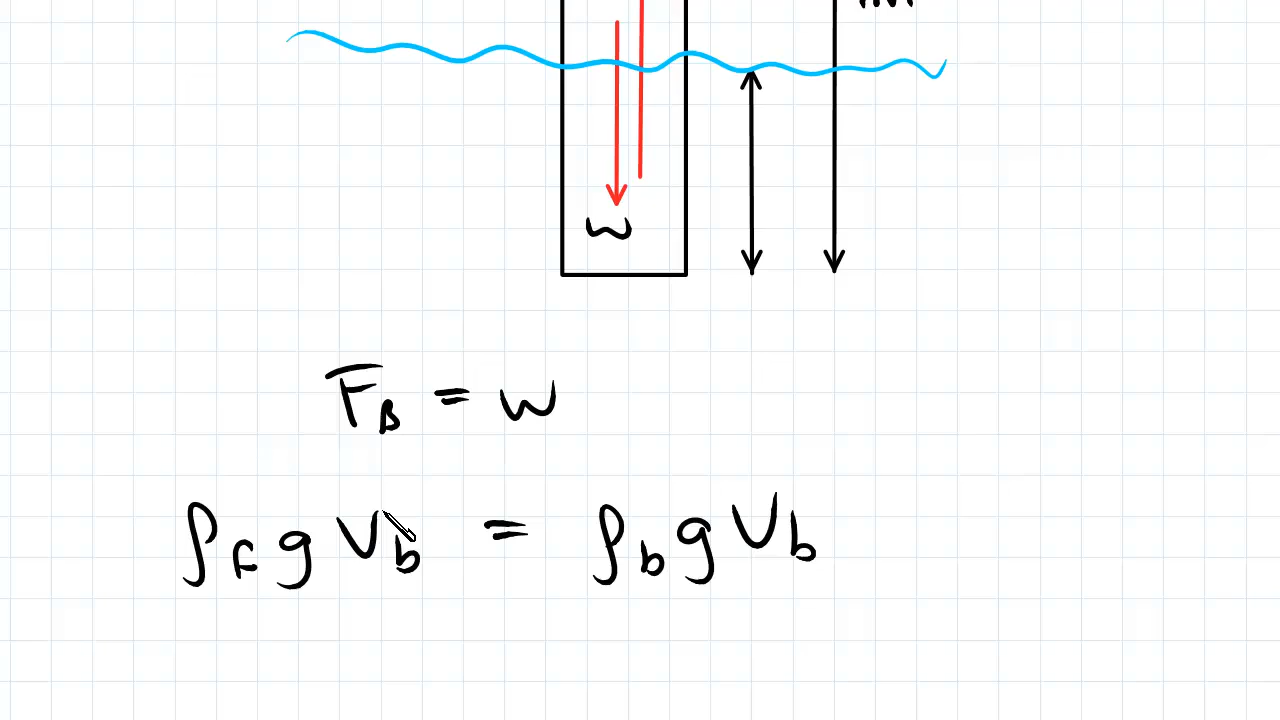 w
F_B = w
ρ_F g V_b = ρ_b g V_b